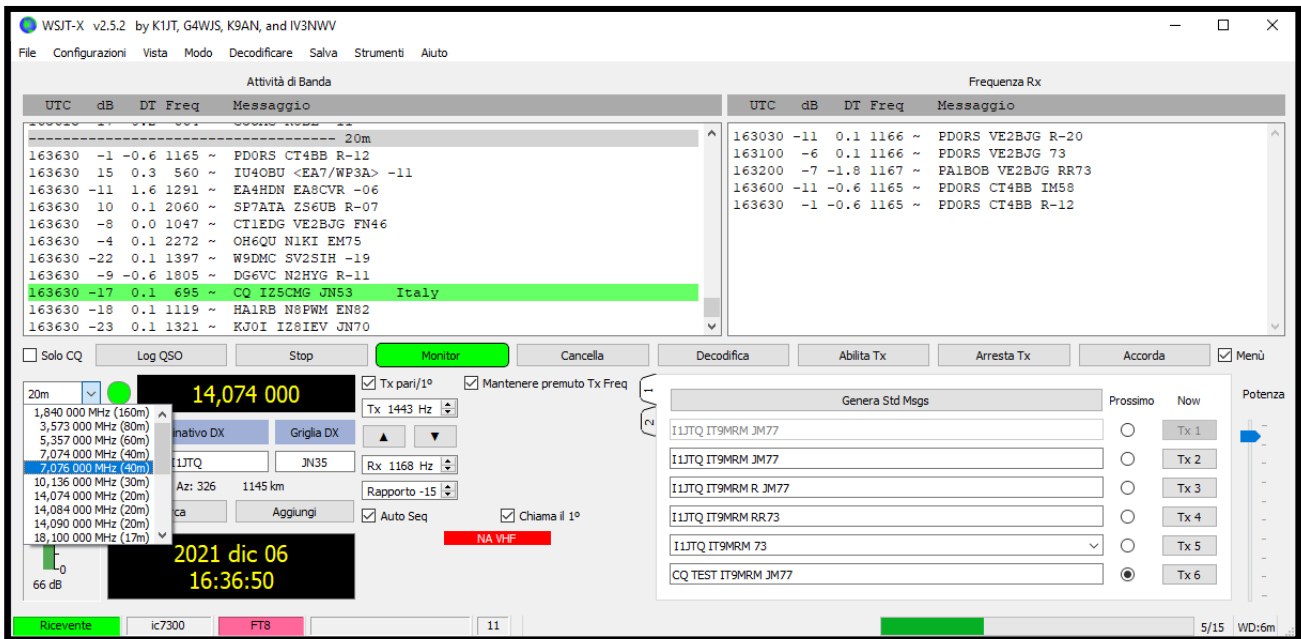 WSJT-X v2.5.2 by K1JT, G4WJS, K9AN, and IV3NWV
File Configurazioni Vista Modo Decodificare Salva Strumenti Aiuto
Attività di Banda
UTC dB DT Freq Messaggio
------------------------------------ 20m
163630 -1 -0.6 1165 ~ PD0RS CT4BB R-12
163630 15 0.3 560 ~ IU4OBU <EA7/WP3A> -11
163630 -11 1.6 1291 ~ EA4HDN EA8CVR -06
163630 10 0.1 2060 ~ SP7ATA ZS6UB R-07
163630 -8 0.0 1047 ~ CT1EDG VE2BJG FN46
163630 -4 0.1 2272 ~ OH6QU N1KI EM75
163630 -22 0.1 1397 ~ W9DMC SV2SIH -19
163630 -9 -0.6 1805 ~ DG6VC N2HYG R-11
163630 -17 0.1 695 ~ CQ IZ5CMG JN53 Italy
163630 -18 0.1 1119 ~ HA1RB N8PWM EN82
163630 -23 0.1 1321 ~ KJ0I IZ8IEV JN70
Frequenza Rx
UTC dB DT Freq Messaggio
163030 -11 0.1 1166 ~ PD0RS VE2BJG R-20
163100 -6 0.1 1166 ~ PD0RS VE2BJG 73
163200 -7 -1.8 1167 ~ PA1BOB VE2BJG RR73
163600 -11 -0.6 1165 ~ PD0RS CT4BB IM58
163630 -1 -0.6 1165 ~ PD0RS CT4BB R-12
Solo CQ Log QSO Stop Monitor Cancella Decodifica Abilita Tx Arresta Tx Accorda Menù
20m
14,074 000
1,840 000 MHz (160m)
3,573 000 MHz (80m)
5,357 000 MHz (60m)
7,074 000 MHz (40m)
7,076 000 MHz (40m)
10,136 000 MHz (30m)
14,074 000 MHz (20m)
14,084 000 MHz (20m)
14,090 000 MHz (20m)
18,100 000 MHz (17m)
DX Griglia DX
I1JTQ JN35
Az: 326 1145 km
Aggiungi
0
66 dB
2021 dic 06
16:36:50
Tx pari/1º Mantenere premuto Tx Freq
Tx 1443 Hz
Rx 1168 Hz
Rapporto -15
Auto Seq Chiama il 1º
NA VHF
1
2
Genera Std Msgs Prossimo Now
I1JTQ IT9MRM JM77 Tx 1
I1JTQ IT9MRM JM77 Tx 2
I1JTQ IT9MRM R JM77 Tx 3
I1JTQ IT9MRM RR73 Tx 4
I1JTQ IT9MRM 73 Tx 5
CQ TEST IT9MRM JM77 Tx 6
Potenza
Ricevente ic7300 FT8 11 5/15 WD:6m